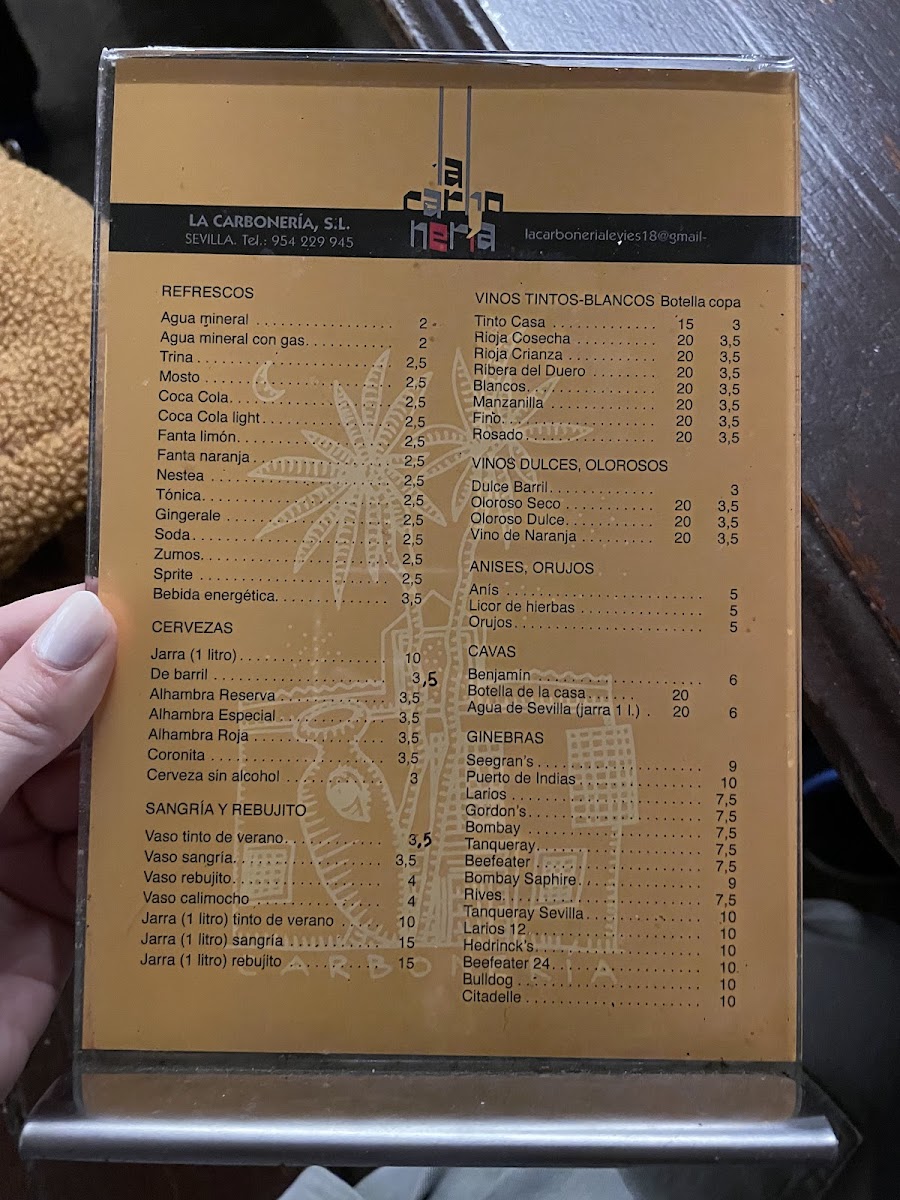 la
carbo
nería
LA CARBONERÍA, S.L.
SEVILLA. Tel.: 954 229 945
lacarbonerialevies18@gmail-
REFRESCOS
Agua mineral 2
Agua mineral con gas 2
Trina 2,5
Mosto 2,5
Coca Cola 2,5
Coca Cola light 2,5
Fanta limón 2,5
Fanta naranja 2,5
Nestea 2,5
Tónica 2,5
Gingerale 2,5
Soda 2,5
Zumos 2,5
Sprite 2,5
Bebida energética 3,5
CERVEZAS
Jarra (1 litro) 10
De barril 3,5
Alhambra Reserva 3,5
Alhambra Especial 3,5
Alhambra Roja 3,5
Coronita 3,5
Cerveza sin alcohol 3
SANGRÍA Y REBUJITO
Vaso tinto de verano 3,5
Vaso sangría 3,5
Vaso rebujito 4
Vaso calimocho 4
Jarra (1 litro) tinto de verano 10
Jarra (1 litro) sangría 15
Jarra (1 litro) rebujito 15
VINOS TINTOS-BLANCOS Botella copa
Tinto Casa 15 3
Rioja Cosecha 20 3,5
Rioja Crianza 20 3,5
Ribera del Duero 20 3,5
Blancos 20 3,5
Manzanilla 20 3,5
Fino 20 3,5
Rosado 20 3,5
VINOS DULCES, OLOROSOS
Dulce Barril 3
Oloroso Seco 20 3,5
Oloroso Dulce 20 3,5
Vino de Naranja 20 3,5
ANISES, ORUJOS
Anís 5
Licor de hierbas 5
Orujos 5
CAVAS
Benjamín 6
Botella de la casa 20
Agua de Sevilla (jarra 1 l.) 20 6
GINEBRAS
Seegran's 9
Puerto de Indias 10
Larios 7,5
Gordon's 7,5
Bombay 7,5
Tanqueray 7,5
Beefeater 7,5
Bombay Saphire 9
Rives 7,5
Tanqueray Sevilla 10
Larios 12 10
Hedrinck's 10
Beefeater 24 10
Bulldog 10
Citadelle 10
CARBONERÍA